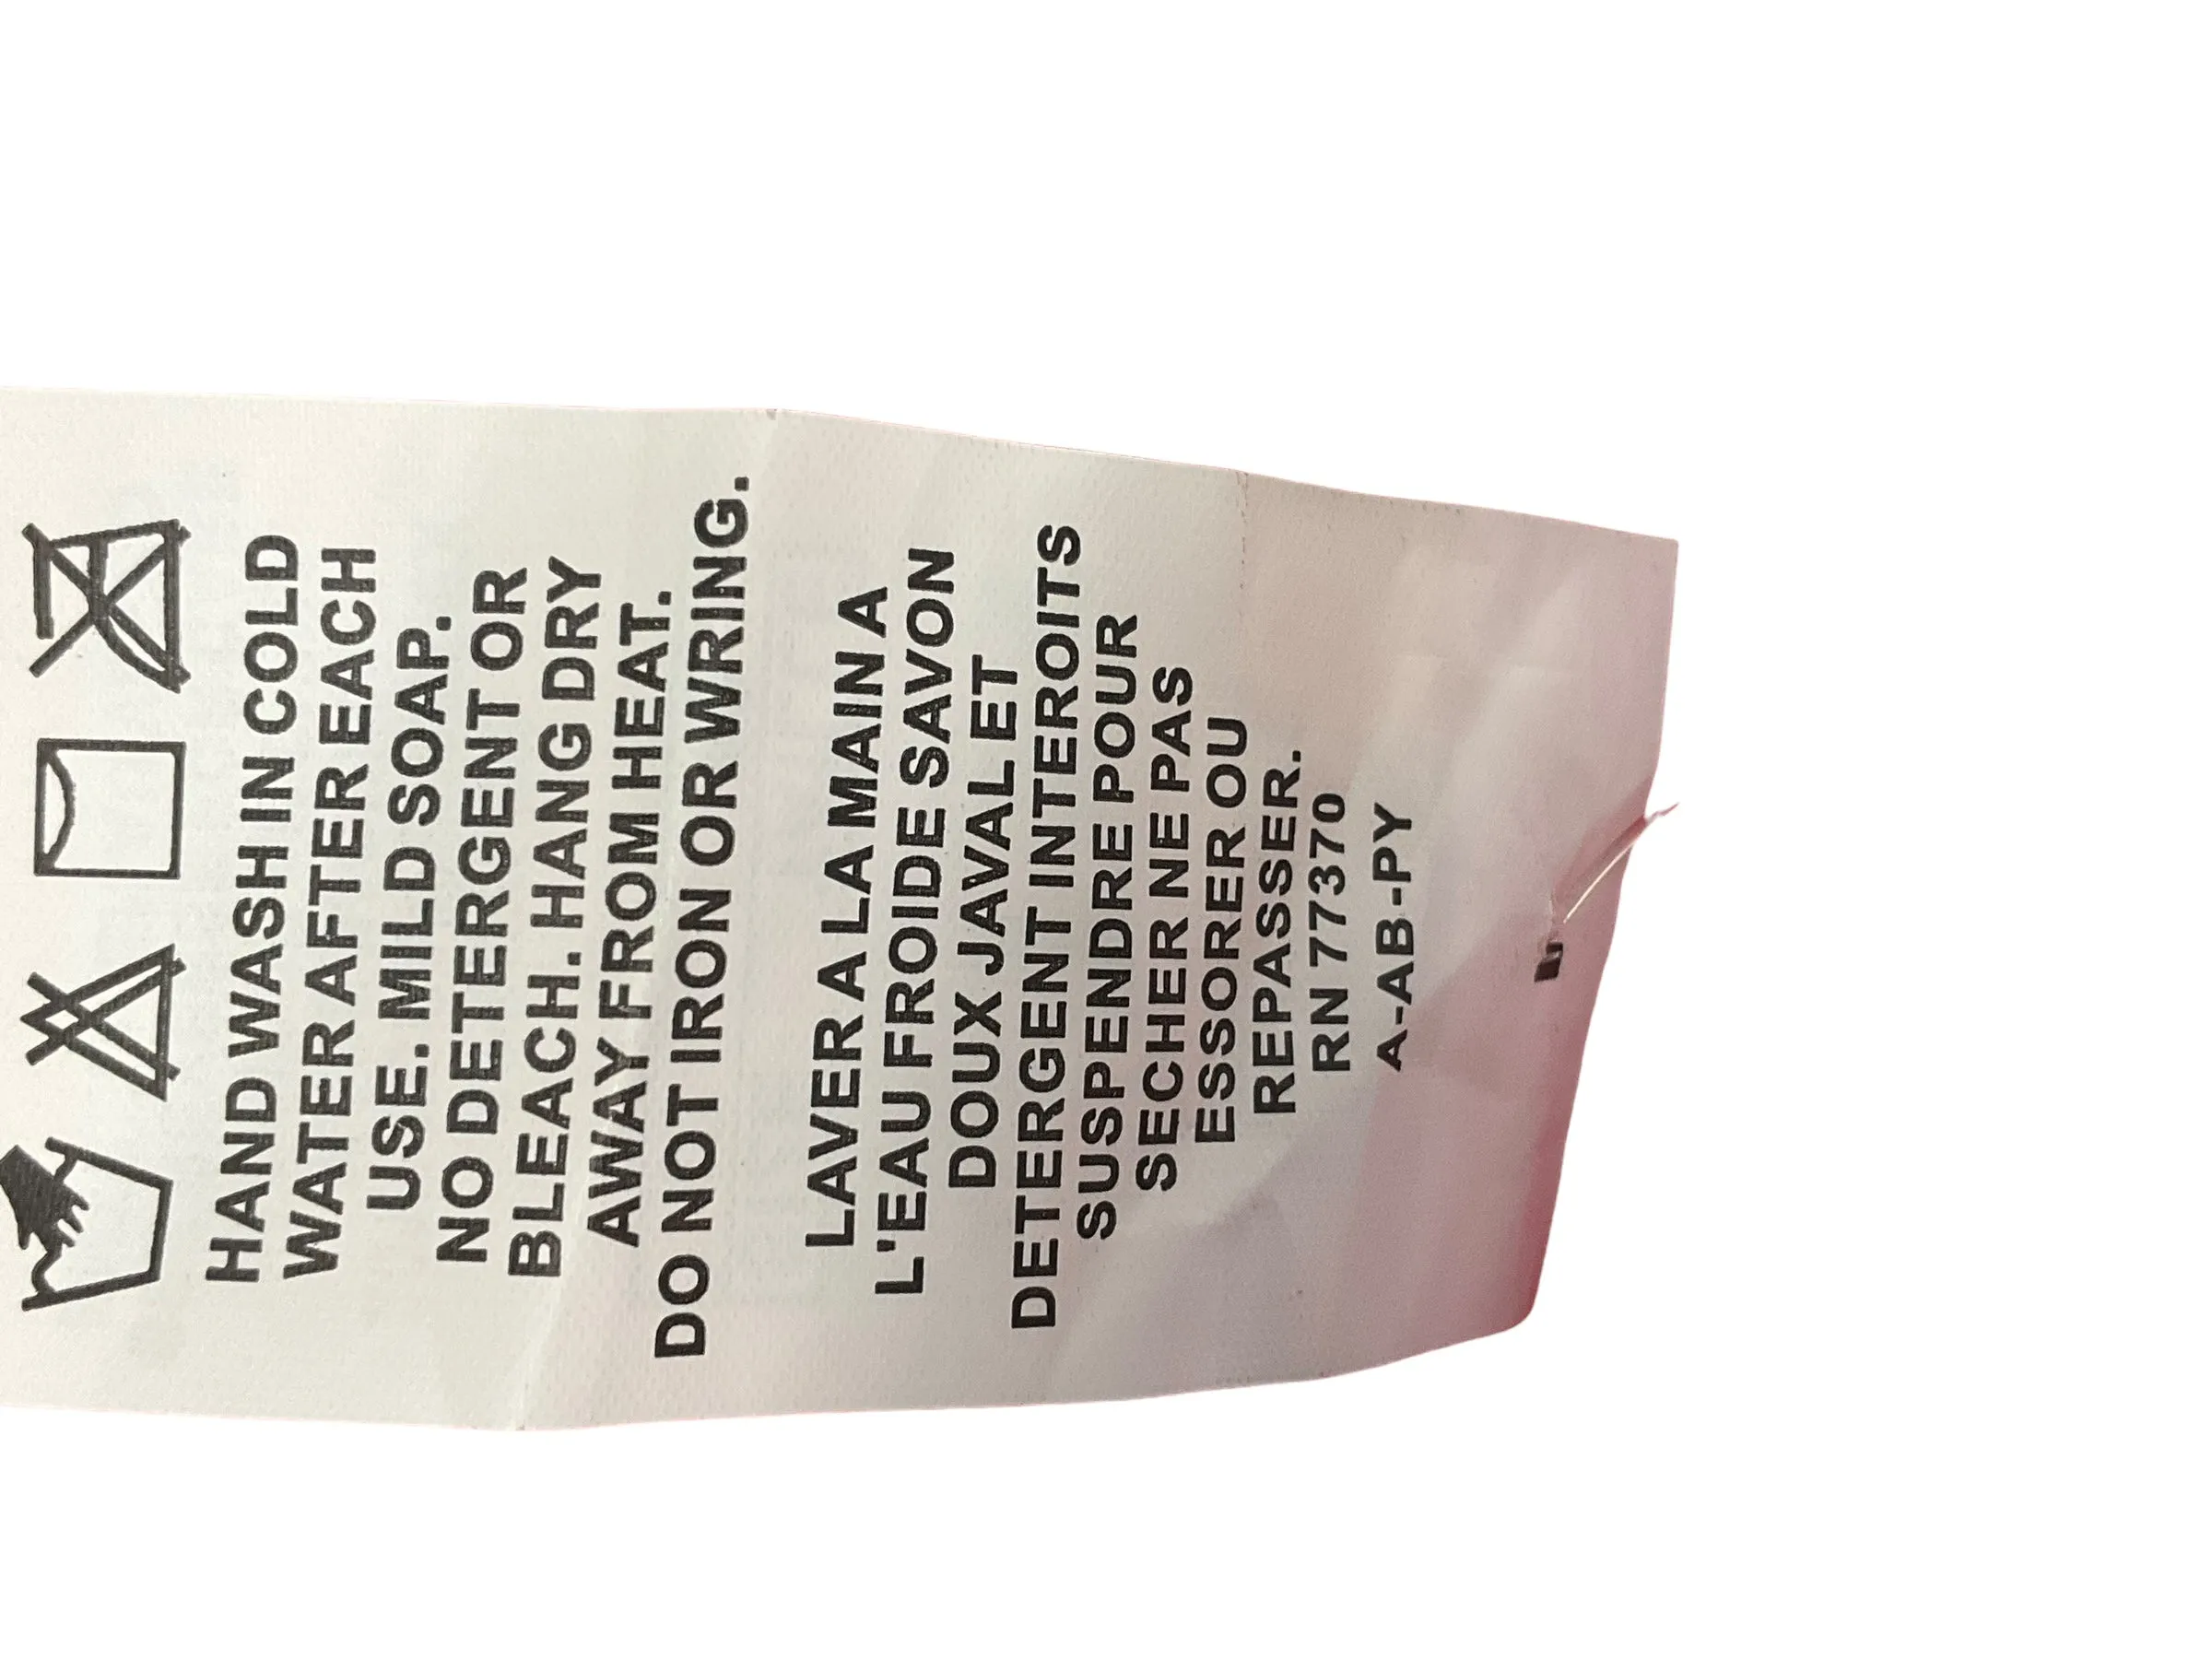 HAND WASH IN COLD
WATER AFTER EACH
USE. MILD SOAP.
NO DETERGENT OR
BLEACH. HANG DRY
AWAY FROM HEAT.
DO NOT IRON OR WRING.
LAVER A LA MAIN A
L'EAU FROIDE SAVON
DOUX JAVAL ET
DETERGENT INTEROITS
SUSPENDRE POUR
SECHER NE PAS
ESSORER OU
REPASSER.
RN 77370
A-AB-PY